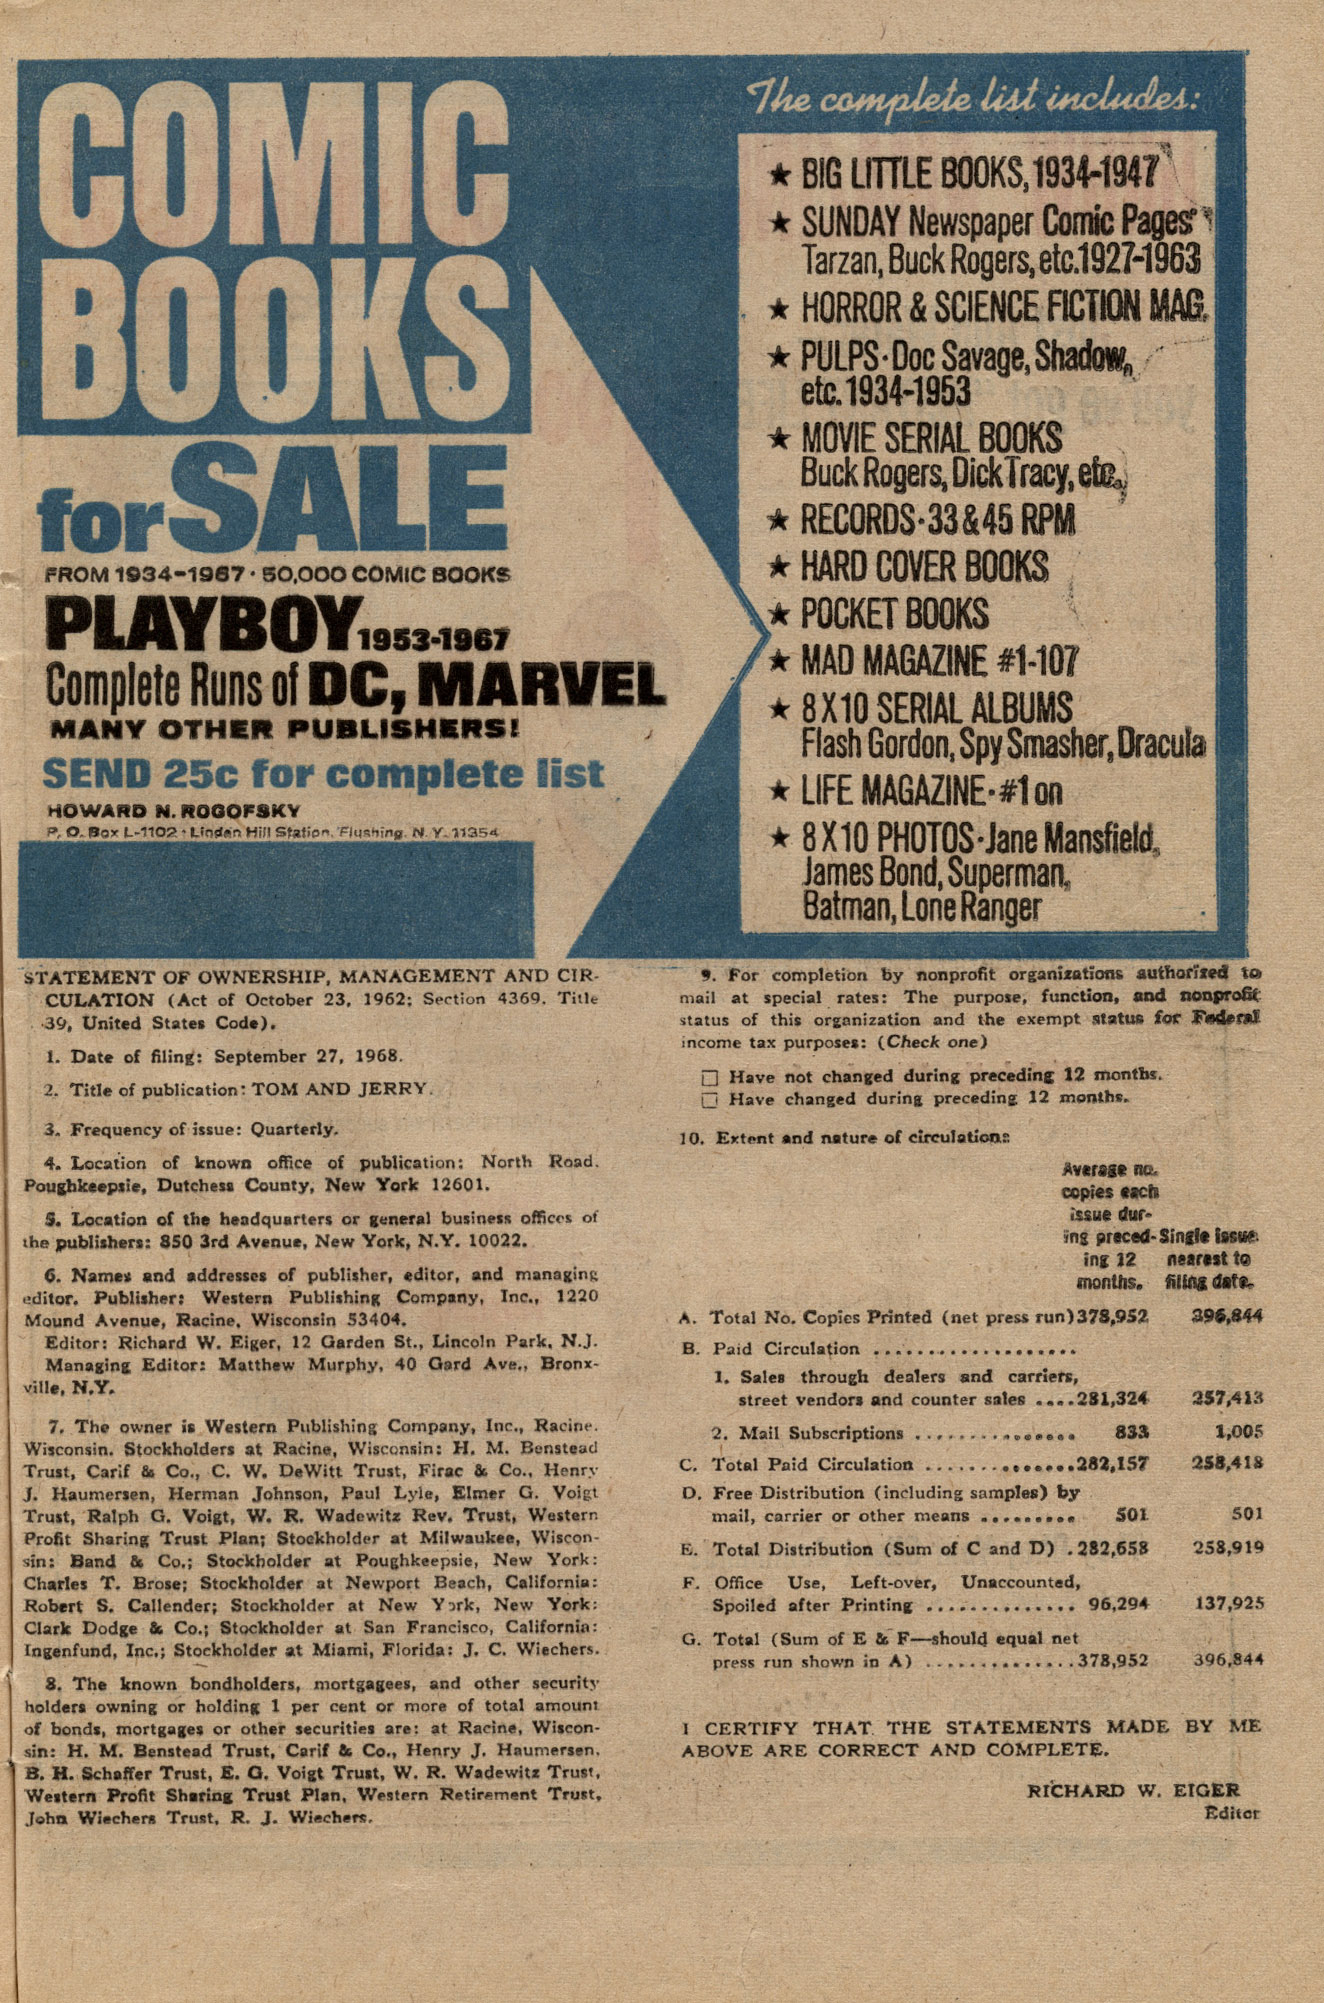 COMIC
BOOKS
for SALE
FROM 1934-1967 • 50,000 COMIC BOOKS
PLAYBOY 1953-1967
Complete Runs of DC, MARVEL
MANY OTHER PUBLISHERS!
SEND 25c for complete list
HOWARD N. ROGOFSKY
P. O. Box L-1102 • Linden Hill Station, Flushing, N. Y. 11354
The complete list includes:
★ BIG LITTLE BOOKS, 1934-1947
★ SUNDAY Newspaper Comic Pages
Tarzan, Buck Rogers, etc. 1927-1963
★ HORROR & SCIENCE FICTION MAG.
★ PULPS • Doc Savage, Shadow,
etc. 1934-1953
★ MOVIE SERIAL BOOKS
Buck Rogers, Dick Tracy, etc.
★ RECORDS • 33 & 45 RPM
★ HARD COVER BOOKS
★ POCKET BOOKS
★ MAD MAGAZINE #1-107
★ 8 X 10 SERIAL ALBUMS
Flash Gordon, Spy Smasher, Dracula
★ LIFE MAGAZINE • #1 on
★ 8 X 10 PHOTOS • Jane Mansfield,
James Bond, Superman,
Batman, Lone Ranger
STATEMENT OF OWNERSHIP, MANAGEMENT AND CIR-
CULATION (Act of October 23, 1962; Section 4369, Title
39, United States Code).
1. Date of filing: September 27, 1968.
2. Title of publication: TOM AND JERRY.
3. Frequency of issue: Quarterly.
4. Location of known office of publication: North Road,
Poughkeepsie, Dutchess County, New York 12601.
5. Location of the headquarters or general business offices of
the publishers: 850 3rd Avenue, New York, N.Y. 10022.
6. Names and addresses of publisher, editor, and managing
editor. Publisher: Western Publishing Company, Inc., 1220
Mound Avenue, Racine, Wisconsin 53404.
Editor: Richard W. Eiger, 12 Garden St., Lincoln Park, N.J.
Managing Editor: Matthew Murphy, 40 Gard Ave., Bronx-
ville, N.Y.
7. The owner is Western Publishing Company, Inc., Racine,
Wisconsin. Stockholders at Racine, Wisconsin: H. M. Benstead
Trust, Carif & Co., C. W. DeWitt Trust, Firac & Co., Henry
J. Haumersen, Herman Johnson, Paul Lyle, Elmer G. Voigt
Trust, Ralph G. Voigt, W. R. Wadewitz Rev. Trust, Western
Profit Sharing Trust Plan; Stockholder at Milwaukee, Wiscon-
sin: Band & Co.; Stockholder at Poughkeepsie, New York:
Charles T. Brose; Stockholder at Newport Beach, California:
Robert S. Callender; Stockholder at New York, New York:
Clark Dodge & Co.; Stockholder at San Francisco, California:
Ingenfund, Inc.; Stockholder at Miami, Florida: J. C. Wiechers.
8. The known bondholders, mortgagees, and other security
holders owning or holding 1 per cent or more of total amount
of bonds, mortgages or other securities are: at Racine, Wiscon-
sin: H. M. Benstead Trust, Carif & Co., Henry J. Haumersen,
B. H. Schaffer Trust, E. G. Voigt Trust, W. R. Wadewitz Trust,
Western Profit Sharing Trust Plan, Western Retirement Trust,
John Wiechers Trust, R. J. Wiechers.
9. For completion by nonprofit organizations authorized to
mail at special rates: The purpose, function, and nonprofit
status of this organization and the exempt status for Federal
income tax purposes: (Check one)
☐ Have not changed during preceding 12 months.
☐ Have changed during preceding 12 months.
10. Extent and nature of circulation:
Average no.
copies each
issue dur-
ing preced- Single issue
ing 12 nearest to
months. filing date.
A. Total No. Copies Printed (net press run) 378,952 396,844
B. Paid Circulation ...................
1. Sales through dealers and carriers,
street vendors and counter sales ....281,324 257,413
2. Mail Subscriptions ............... 833 1,005
C. Total Paid Circulation ..............282,157 258,418
D. Free Distribution (including samples) by
mail, carrier or other means ......... 501 501
E. Total Distribution (Sum of C and D) .282,658 258,919
F. Office Use, Left-over, Unaccounted,
Spoiled after Printing .............. 96,294 137,925
G. Total (Sum of E & F—should equal net
press run shown in A) ..............378,952 396,844
I CERTIFY THAT THE STATEMENTS MADE BY ME
ABOVE ARE CORRECT AND COMPLETE.
RICHARD W. EIGER
Editor